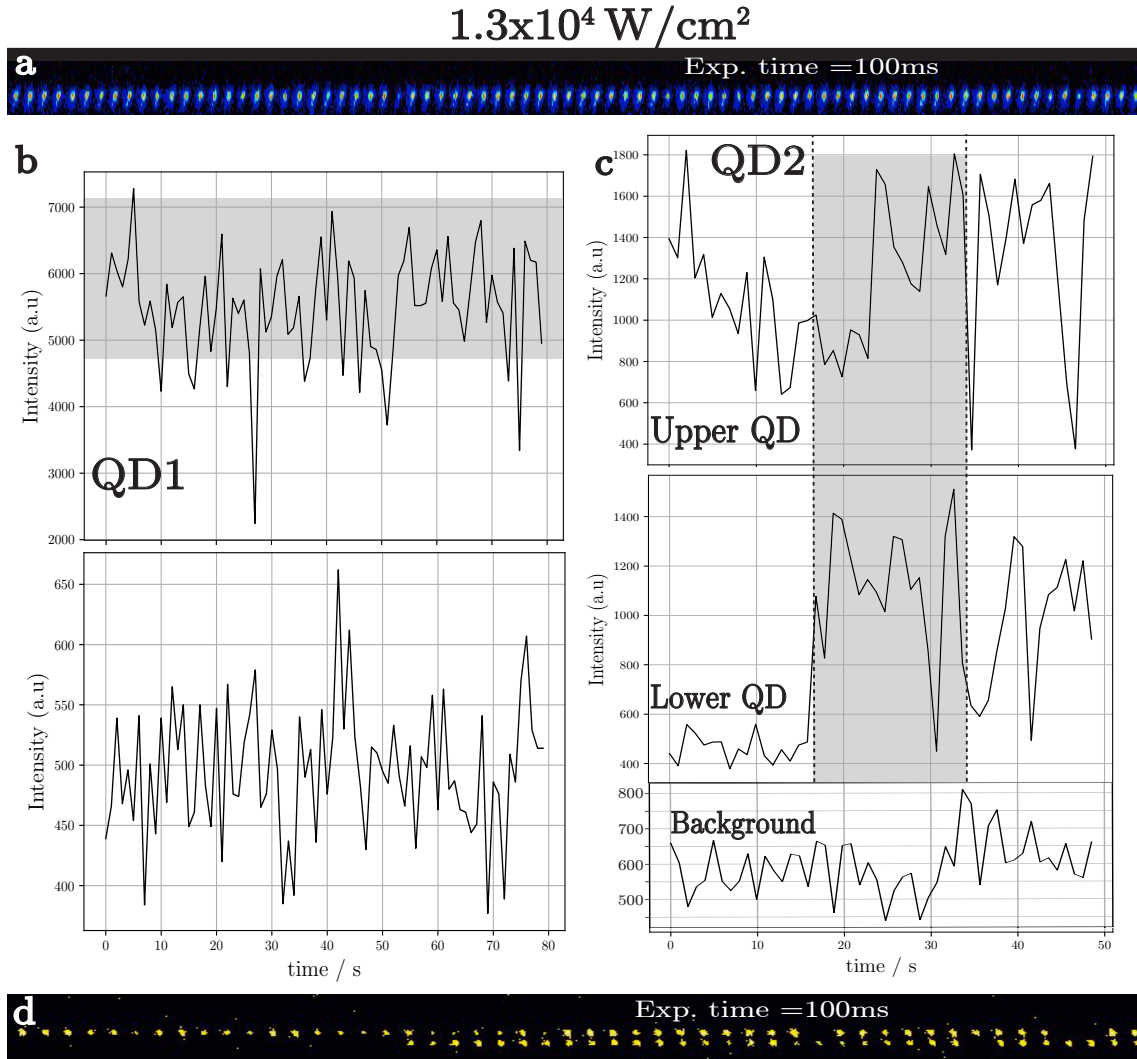 1.3x10⁴ W/cm²
a
Exp. time =100ms
b
7000
6000
5000
4000
3000
2000
Intensity (a.u)
QD1
650
600
550
500
450
400
Intensity (a.u)
0 10 20 30 40 50 60 70 80
time / s
c
QD2
1800
1600
1400
1200
1000
800
600
400
Intensity (a.u)
Upper QD
1400
1200
1000
800
600
400
Intensity (a.u)
Lower QD
800
700
600
500
Background
0 10 20 30 40 50
time / s
d
Exp. time =100ms